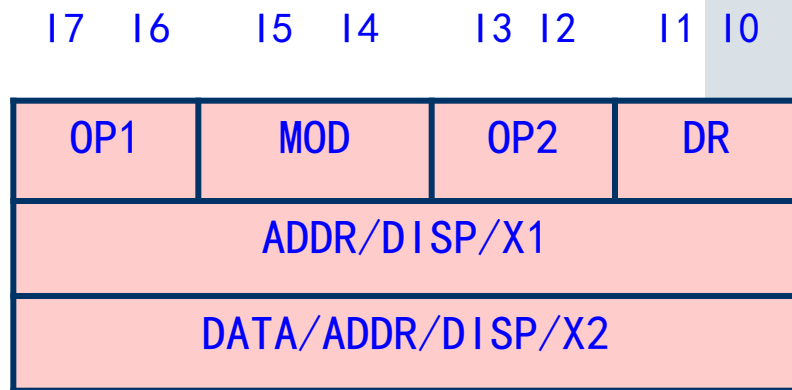 I7 I6 I5 I4 I3 I2 I1 I0
OP1 MOD OP2 DR
ADDR/DISP/X1
DATA/ADDR/DISP/X2